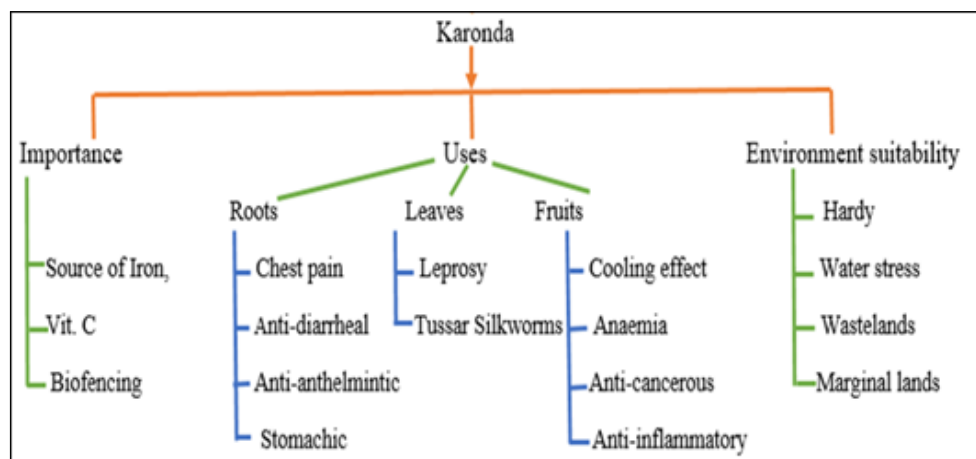 Karonda
Importance
Uses
Environment suitability
Roots
Leaves
Fruits
Hardy
Source of Iron,
Chest pain
Leprosy
Cooling effect
Water stress
Vit. C
Anti-diarrheal
Tussar Silkworms
Anaemia
Wastelands
Biofencing
Anti-anthelmintic
Anti-cancerous
Marginal lands
Stomachic
Anti-inflammatory